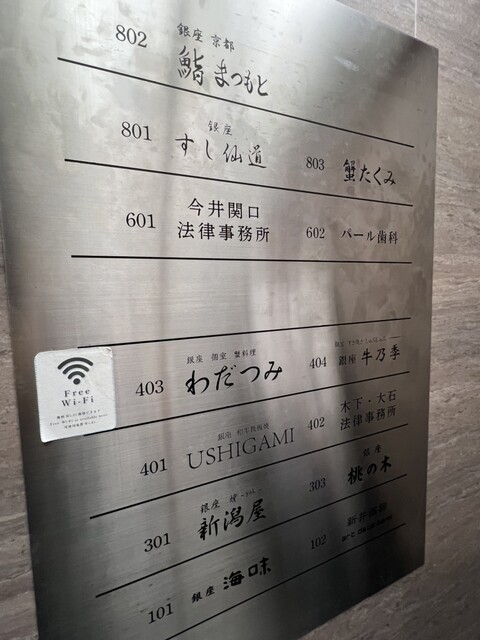 802 銀座 京都
鮨 まつもと
801 銀座
すし仙道
803 蟹たくみ
601 今井関口
法律事務所
602 パール歯科
Free
Wi-Fi
銀座 個室 蟹料理
403 わだつみ
404 銀座 牛乃季
401 USHIGAMI
402 木下・大石
法律事務所
銀座
301 新潟屋
銀座
303 桃の木
101 銀座 海味
102